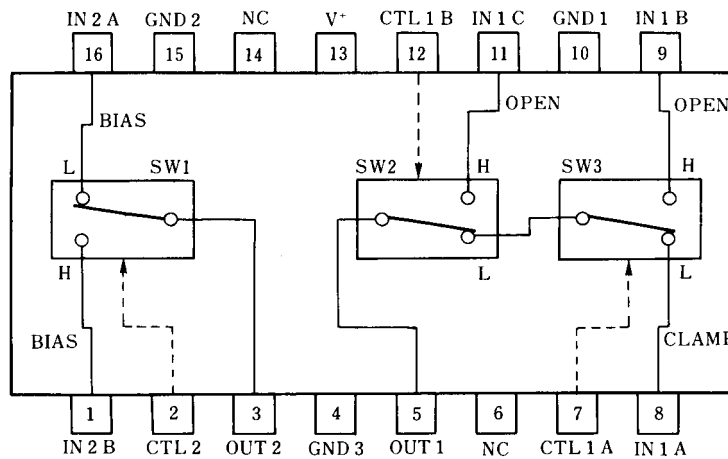 IN 2 A GND 2 NC V+ CTL 1 B IN 1 C GND 1 IN 1 B
16 15 14 13 12 11 10 9
BIAS OPEN OPEN
L SW1 SW2 H SW3 H
H L L
BIAS CLAMP
1 2 3 4 5 6 7 8
IN 2 B CTL 2 OUT 2 GND 3 OUT 1 NC CTL 1 A IN 1 A